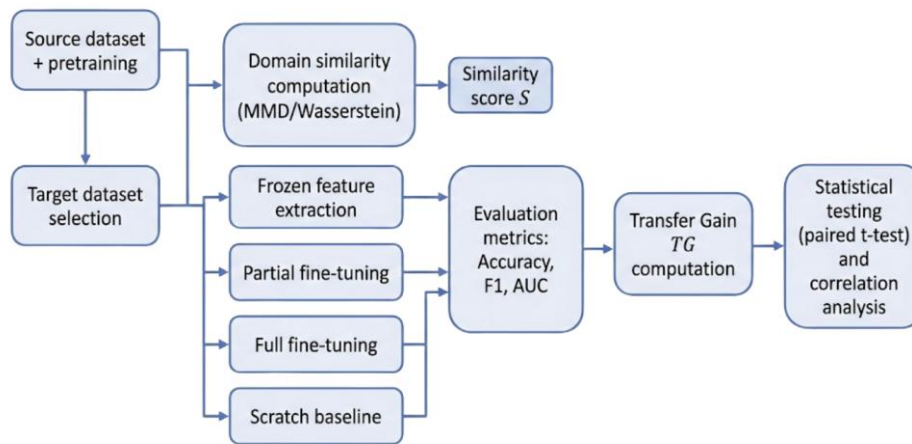 Source dataset
+ pretraining
Domain similarity
computation
(MMD/Wasserstein)
Similarity
score S
Target dataset
selection
Frozen feature
extraction
Partial fine-tuning
Full fine-tuning
Scratch baseline
Evaluation
metrics:
Accuracy,
F1, AUC
Transfer Gain
TG
computation
Statistical
testing
(paired t-test)
and
correlation
analysis